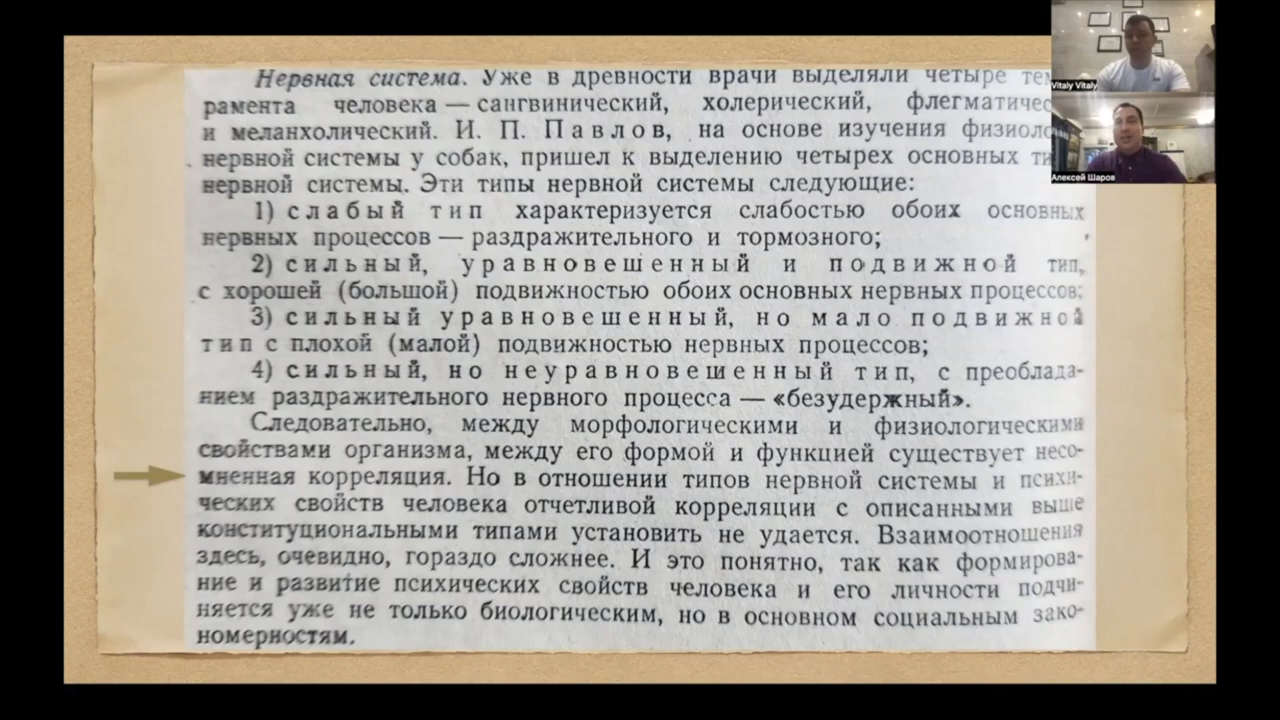 Нервная система. Уже в древности врачи выделяли четыре тем
рамента человека — сангвинический, холерический, флегматичес
и меланхолический. И. П. Павлов, на основе изучения физиоло
нервной системы у собак, пришел к выделению четырех основных ти
нервной системы. Эти типы нервной системы следующие:
1) слабый тип характеризуется слабостью обоих основных
нервных процессов — раздражительного и тормозного;
2) сильный, уравновешенный и подвижной тип,
с хорошей (большой) подвижностью обоих основных нервных процессов;
3) сильный уравновешенный, но мало подвижной
тип с плохой (малой) подвижностью нервных процессов;
4) сильный, но неуравновешенный тип, с преоблада-
нием раздражительного нервного процесса — «безудержный».
Следовательно, между морфологическими и физиологическими
свойствами организма, между его формой и функцией существует несо-
мненная корреляция. Но в отношении типов нервной системы и психи-
ческих свойств человека отчетливой корреляции с описанными выше
конституциональными типами установить не удается. Взаимоотношения
здесь, очевидно, гораздо сложнее. И это понятно, так как формирова-
ние и развитие психических свойств человека и его личности подчи-
няется уже не только биологическим, но в основном социальным зако-
номерностям.
Vitaly Vitaly
Алексей Шаров